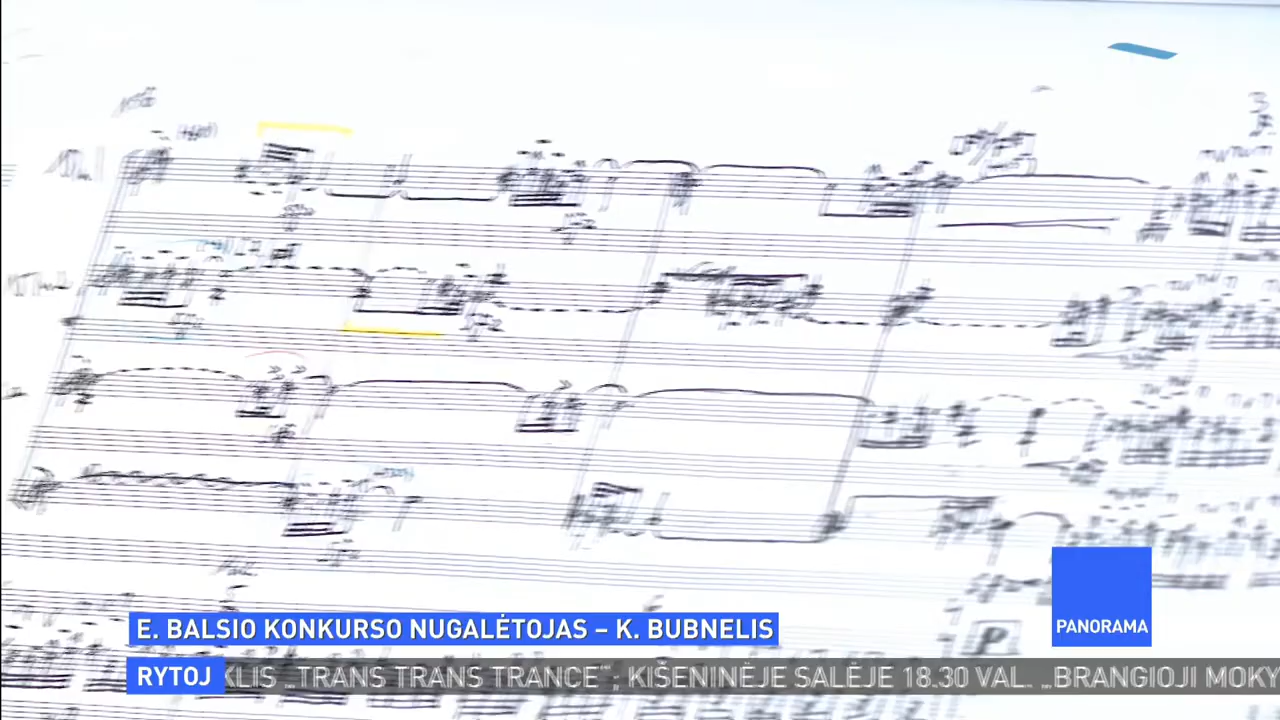 P
E. BALSIO KONKURSO NUGALĖTOJAS – K. BUBNELIS
PANORAMA
RYTOJ KLIS „TRANS TRANS TRANCE“; KIŠENINĖJE SALĖJE 18.30 VAL. „BRANGIOJI MOKY